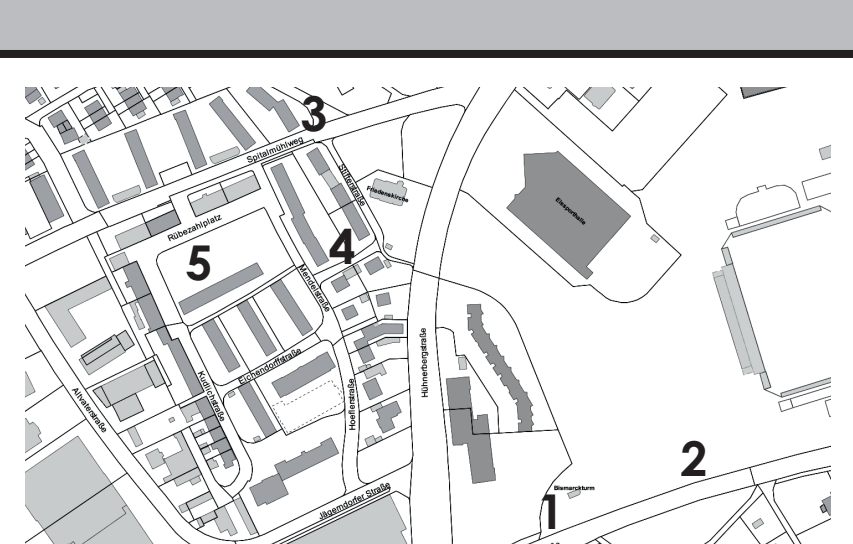 3
Spitalmühlweg
Stifterstraße
Friedenskirche
Eissporthalle
Rübezahlplatz
4
5
Mendelstraße
Hühnerbergstraße
Eichendorffstraße
Kudlichstraße
Hoeflerstraße
Altvaterstraße
2
Bismarckturm
Jägerndorfer Straße
1